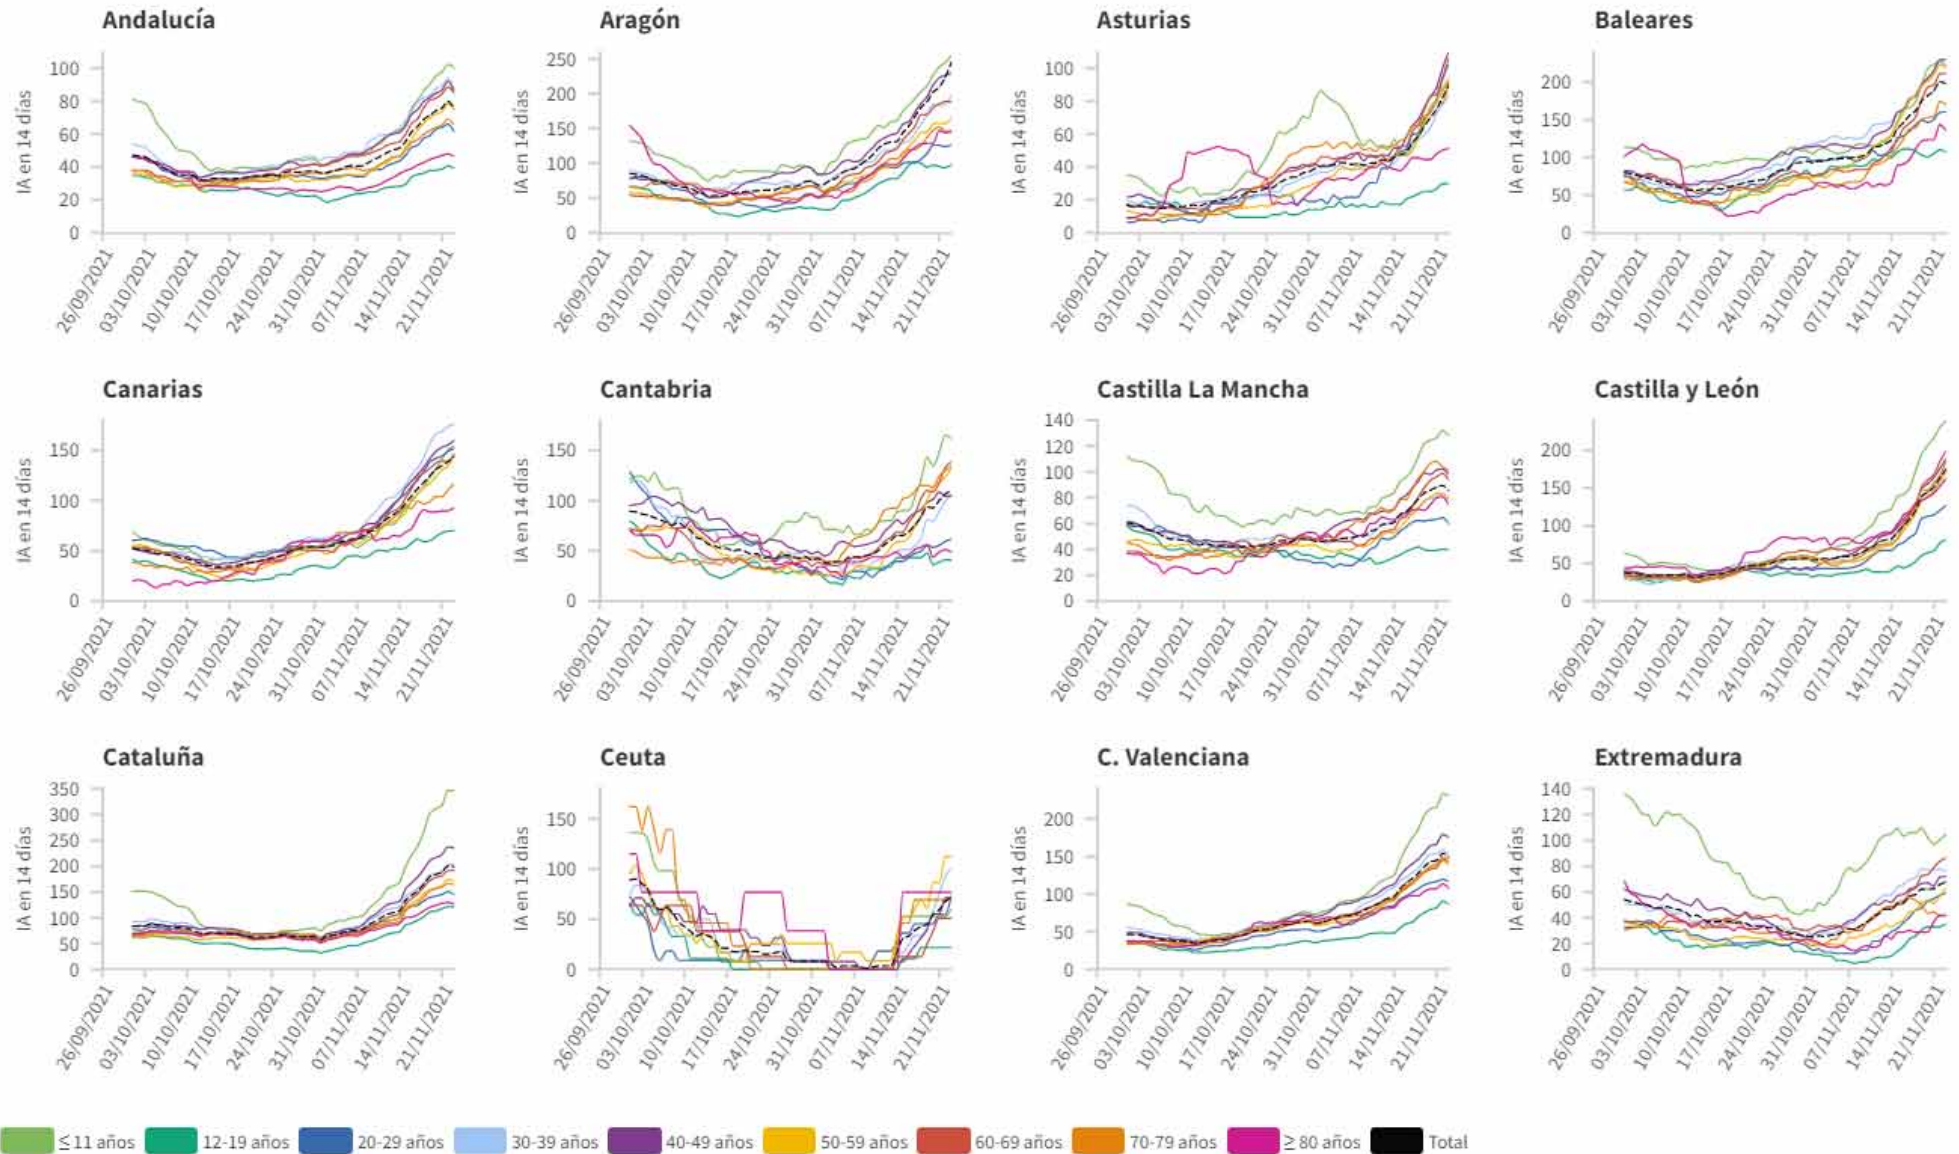 Andalucía
IA en 14 días
100
80
60
40
20
0
26/09/2021 03/10/2021 10/10/2021 17/10/2021 24/10/2021 31/10/2021 07/11/2021 14/11/2021 21/11/2021
Aragón
IA en 14 días
250
200
150
100
50
0
26/09/2021 03/10/2021 10/10/2021 17/10/2021 24/10/2021 31/10/2021 07/11/2021 14/11/2021 21/11/2021
Asturias
IA en 14 días
100
80
60
40
20
0
26/09/2021 03/10/2021 10/10/2021 17/10/2021 24/10/2021 31/10/2021 07/11/2021 14/11/2021 21/11/2021
Baleares
IA en 14 días
200
150
100
50
0
26/09/2021 03/10/2021 10/10/2021 17/10/2021 24/10/2021 31/10/2021 07/11/2021 14/11/2021 21/11/2021
Canarias
IA en 14 días
150
100
50
0
26/09/2021 03/10/2021 10/10/2021 17/10/2021 24/10/2021 31/10/2021 07/11/2021 14/11/2021 21/11/2021
Cantabria
IA en 14 días
150
100
50
0
26/09/2021 03/10/2021 10/10/2021 17/10/2021 24/10/2021 31/10/2021 07/11/2021 14/11/2021 21/11/2021
Castilla La Mancha
IA en 14 días
140
120
100
80
60
40
20
0
26/09/2021 03/10/2021 10/10/2021 17/10/2021 24/10/2021 31/10/2021 07/11/2021 14/11/2021 21/11/2021
Castilla y León
IA en 14 días
200
150
100
50
0
26/09/2021 03/10/2021 10/10/2021 17/10/2021 24/10/2021 31/10/2021 07/11/2021 14/11/2021 21/11/2021
Cataluña
IA en 14 días
350
300
250
200
150
100
50
0
26/09/2021 03/10/2021 10/10/2021 17/10/2021 24/10/2021 31/10/2021 07/11/2021 14/11/2021 21/11/2021
Ceuta
IA en 14 días
150
100
50
0
26/09/2021 03/10/2021 10/10/2021 17/10/2021 24/10/2021 31/10/2021 07/11/2021 14/11/2021 21/11/2021
C. Valenciana
IA en 14 días
200
150
100
50
0
26/09/2021 03/10/2021 10/10/2021 17/10/2021 24/10/2021 31/10/2021 07/11/2021 14/11/2021 21/11/2021
Extremadura
IA en 14 días
140
120
100
80
60
40
20
0
26/09/2021 03/10/2021 10/10/2021 17/10/2021 24/10/2021 31/10/2021 07/11/2021 14/11/2021 21/11/2021
≤ 11 años 12-19 años 20-29 años 30-39 años 40-49 años 50-59 años 60-69 años 70-79 años ≥ 80 años Total